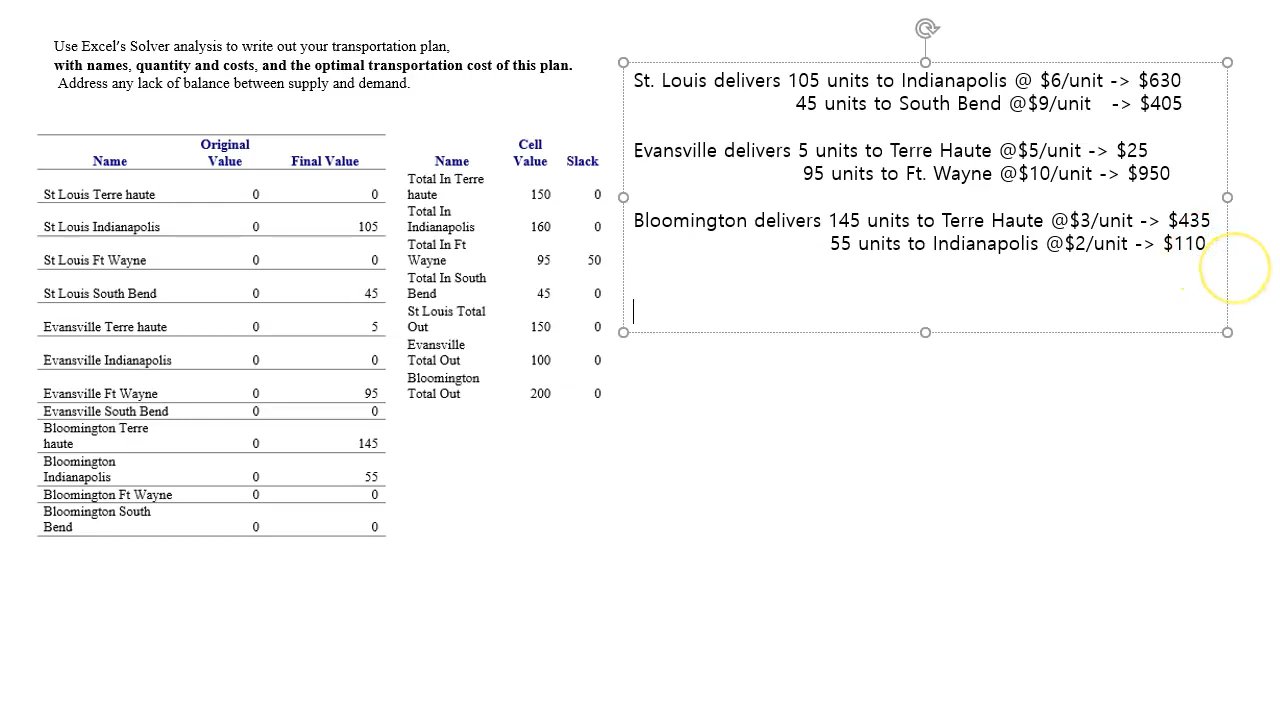 Use Excel's Solver analysis to write out your transportation plan,
with names, quantity and costs, and the optimal transportation cost of this plan.
Address any lack of balance between supply and demand.
Name Original Value Final Value
St Louis Terre haute 0 0
St Louis Indianapolis 0 105
St Louis Ft Wayne 0 0
St Louis South Bend 0 45
Evansville Terre haute 0 5
Evansville Indianapolis 0 0
Evansville Ft Wayne 0 95
Evansville South Bend 0 0
Bloomington Terre
haute 0 145
Bloomington
Indianapolis 0 55
Bloomington Ft Wayne 0 0
Bloomington South
Bend 0 0
Name Cell Value Slack
Total In Terre
haute 150 0
Total In
Indianapolis 160 0
Total In Ft
Wayne 95 50
Total In South
Bend 45 0
St Louis Total
Out 150 0
Evansville
Total Out 100 0
Bloomington
Total Out 200 0
St. Louis delivers 105 units to Indianapolis @ $6/unit -> $630
45 units to South Bend @$9/unit -> $405
Evansville delivers 5 units to Terre Haute @$5/unit -> $25
95 units to Ft. Wayne @$10/unit -> $950
Bloomington delivers 145 units to Terre Haute @$3/unit -> $435
55 units to Indianapolis @$2/unit -> $110